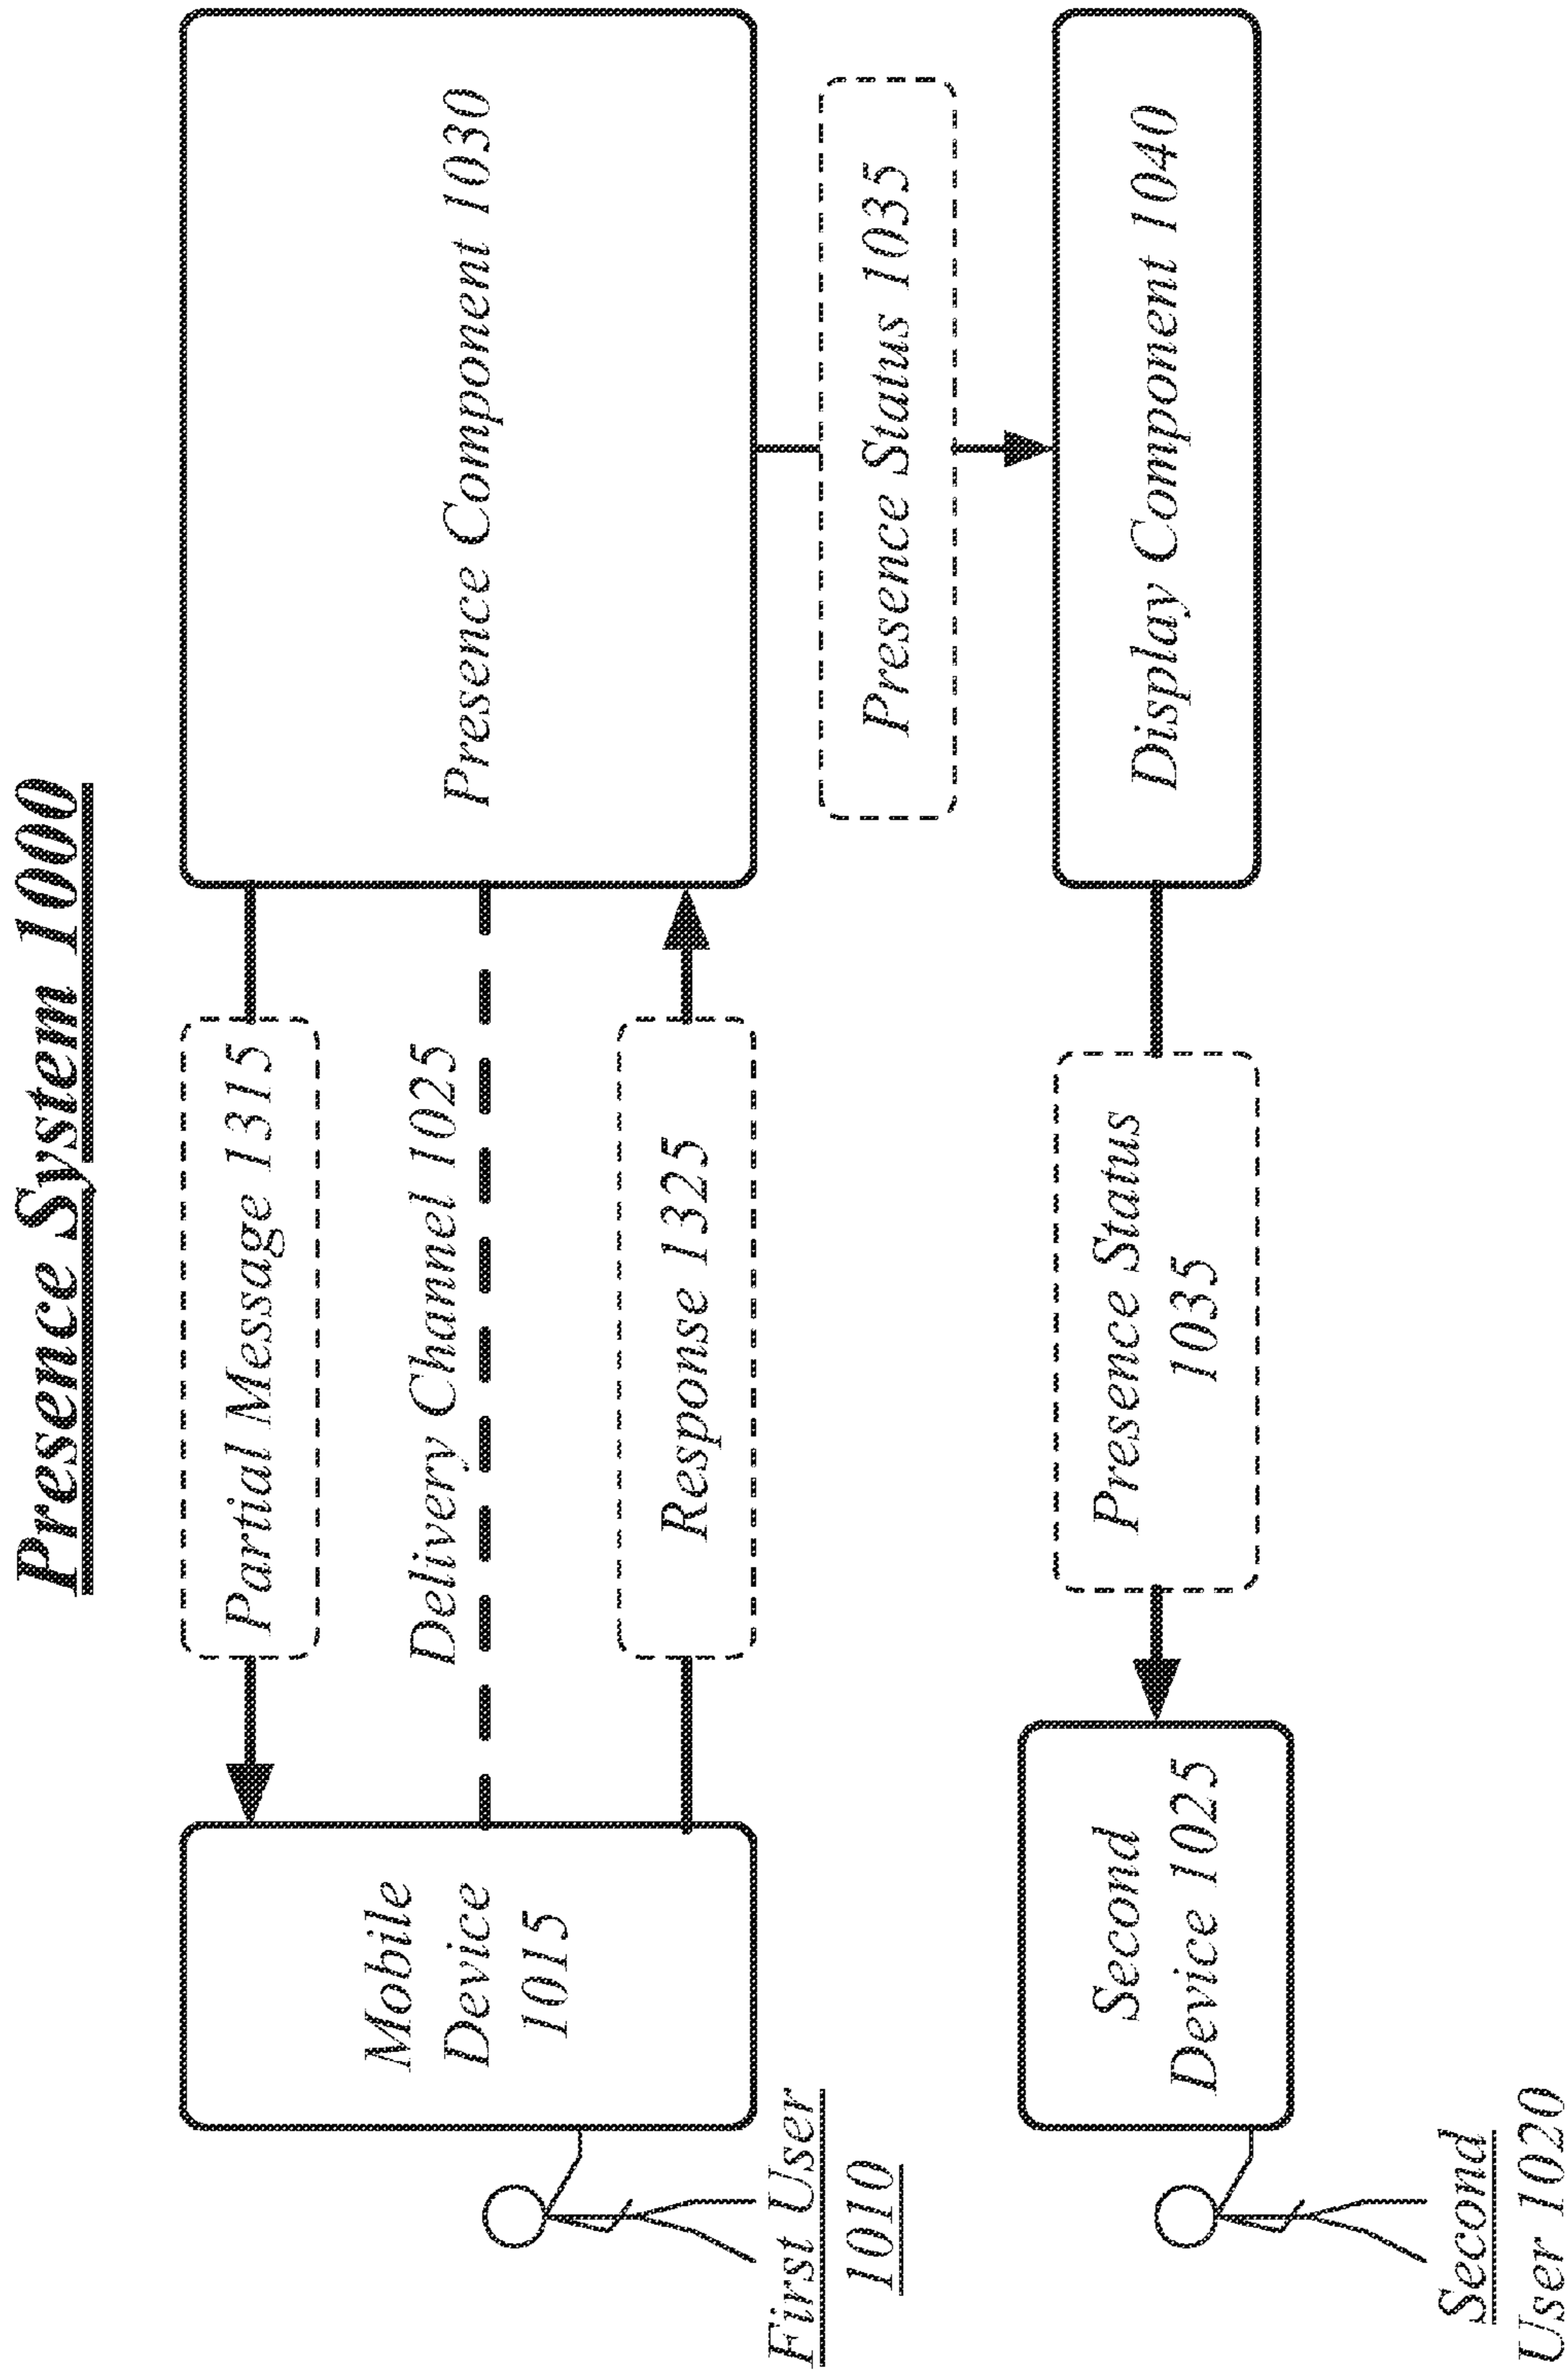 Presence System 1000
Partial Message 1315
Presence Component 1030
Mobile
Device
1015
Delivery Channel 1025
Response 1325
First User
1010
Presence Status 1035
Second
Device 1025
Presence Status
1035
Display Component 1040
Second
User 1020